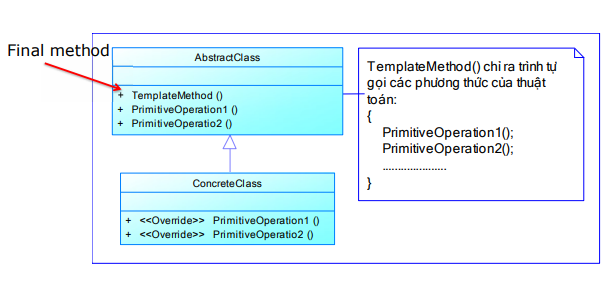 Final method
AbstractClass
+ TemplateMethod ()
+ PrimitiveOperation1 ()
+ PrimitiveOperatio2 ()
TemplateMethod() chỉ ra trình tự
gọi các phương thức của thuật
toán:
{
PrimitiveOperation1();
PrimitiveOperation2();
.....................
}
ConcreteClass
+ <<Override>> PrimitiveOperation1 ()
+ <<Override>> PrimitiveOperatio2 ()